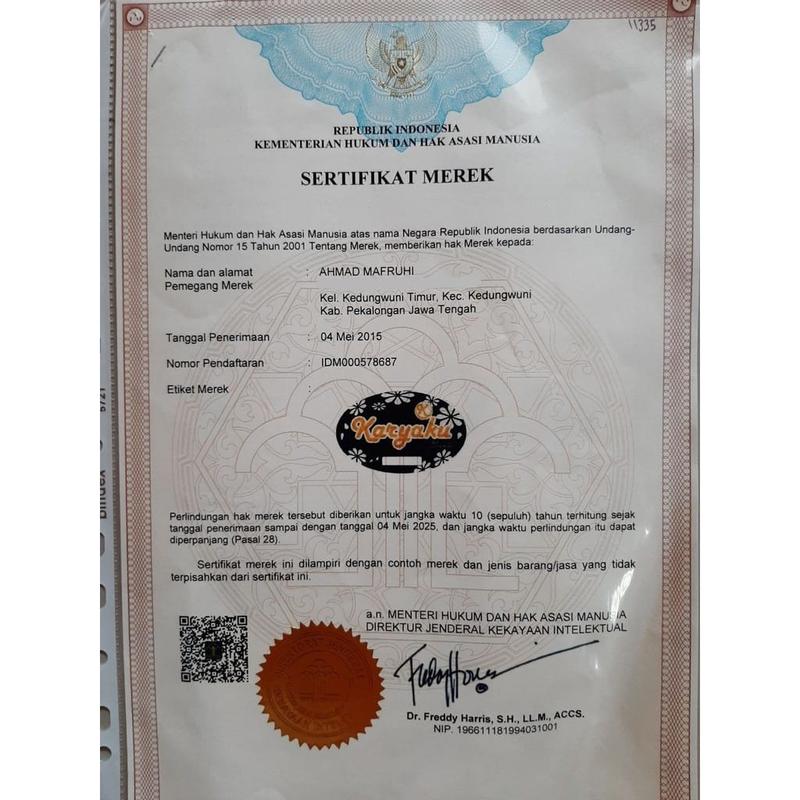 11335
REPUBLIK INDONESIA
KEMENTERIAN HUKUM DAN HAK ASASI MANUSIA
SERTIFIKAT MEREK
Menteri Hukum dan Hak Asasi Manusia atas nama Negara Republik Indonesia berdasarkan Undang-
Undang Nomor 15 Tahun 2001 Tentang Merek, memberikan hak Merek kepada:
Nama dan alamat : AHMAD MAFRUHI
Pemegang Merek
Kel. Kedungwuni Timur, Kec. Kedungwuni
Kab. Pekalongan Jawa Tengah
Tanggal Penerimaan : 04 Mei 2015
Nomor Pendaftaran : IDM000578687
Etiket Merek :
K
Karyaku
Perlindungan hak merek tersebut diberikan untuk jangka waktu 10 (sepuluh) tahun terhitung sejak
tanggal penerimaan sampai dengan tanggal 04 Mei 2025, dan jangka waktu perlindungan itu dapat
diperpanjang (Pasal 28).
Sertifikat merek ini dilampiri dengan contoh merek dan jenis barang/jasa yang tidak
terpisahkan dari sertifikat ini.
a.n. MENTERI HUKUM DAN HAK ASASI MANUSIA
DIREKTUR JENDERAL KEKAYAAN INTELEKTUAL
Dr. Freddy Harris, S.H., LL.M., ACCS.
NIP. 196611181994031001